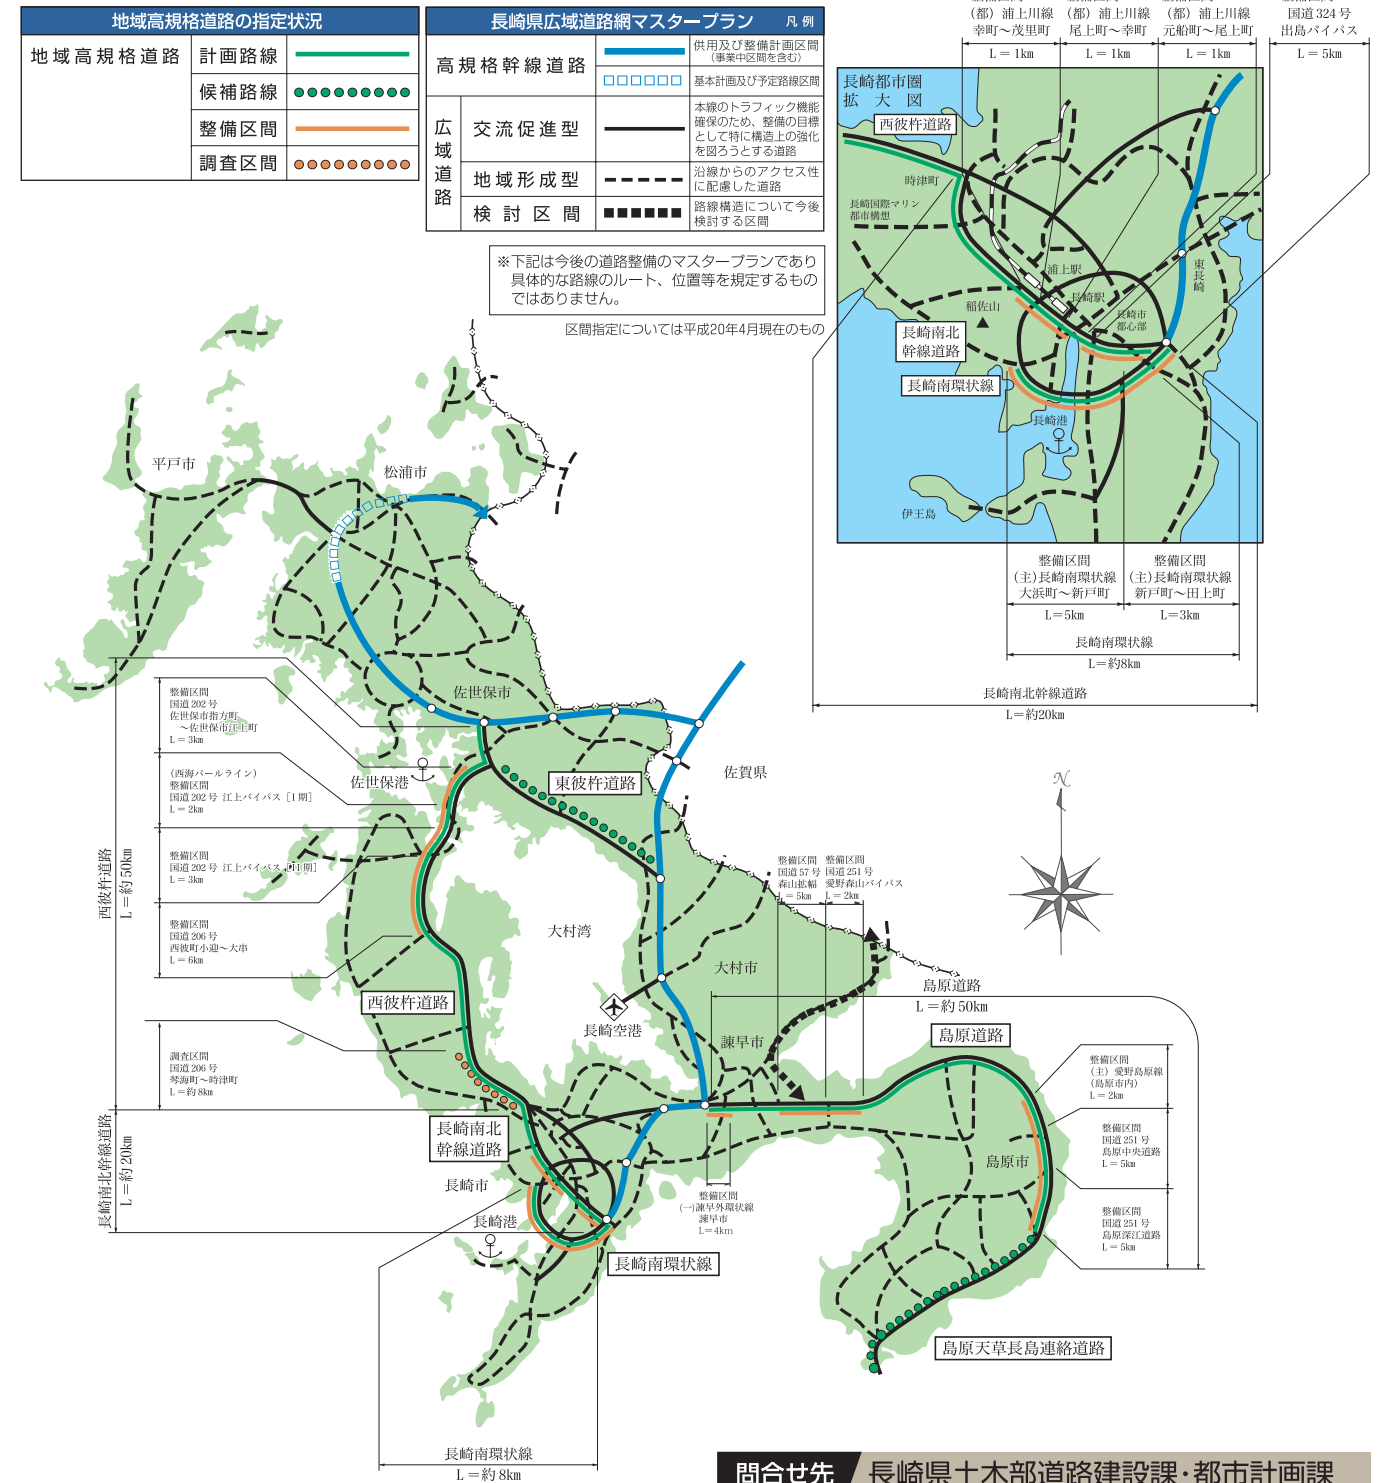 地域高規格道路の指定状況
地域高規格道路
計画路線
候補路線
整備区間
調査区間
長崎県広域道路網マスタープラン 凡 例
高規格幹線道路
供用及び整備計画区間
(事業中区間を含む)
基本計画及び予定路線区間
広域道路
交流促進型
本線のトラフィック機能
確保のため、整備の目標
として特に構造上の強化
を図ろうとする道路
地域形成型
沿線からのアクセス性
に配慮した道路
検討区間
路線構造について今後
検討する区間
※下記は今後の道路整備のマスタープランであり
具体的な路線のルート、位置等を規定するもの
ではありません。
区間指定については平成20年4月現在のもの
(都) 浦上川線
幸町～茂里町
L = 1km
(都) 浦上川線
尾上町～幸町
L = 1km
(都) 浦上川線
元船町～尾上町
L = 1km
国道324号
出島バイパス
L = 5km
長崎都市圏
拡大図
西彼杵道路
時津町
長崎国際マリン
都市構想
浦上駅
東長崎
長崎駅
稲佐山
長崎市
都心部
長崎南北
幹線道路
長崎南環状線
長崎港
伊王島
整備区間
(主)長崎南環状線
大浜町～新戸町
L=5km
整備区間
(主)長崎南環状線
新戸町～田上町
L=3km
長崎南環状線
L=約8km
長崎南北幹線道路
L=約20km
平戸市
松浦市
佐世保市
佐世保港
東彼杵道路
佐賀県
整備区間
国道202号
佐世保市指方町
～佐世保市江上町
L = 3km
(西海パールライン)
整備区間
国道202号 江上バイパス [I期]
L = 2km
整備区間
国道202号 江上バイパス [II期]
L = 3km
整備区間
国道206号
西彼町小迎～大串
L = 6km
西彼杵道路
L=約50km
調査区間
国道206号
琴海町～時津町
L = 約8km
長崎南北幹線道路
L=約20km
整備区間
国道57号
森山拡幅
L = 5km
整備区間
国道251号
愛野森山バイパス
L = 2km
大村湾
大村市
西彼杵道路
長崎空港
諫早市
島原道路
L=約50km
島原道路
整備区間
(主) 愛野島原線
(島原市内)
L = 2km
整備区間
国道251号
島原中央道路
L = 5km
整備区間
国道251号
島原深江道路
L = 5km
島原市
長崎南北
幹線道路
長崎市
長崎港
整備区間
(一)諫早外環状線
諫早市
L=4km
長崎南環状線
島原天草長島連絡道路
長崎南環状線
L=約8km
N
問合せ先
長崎県土木部道路建設課・都市計画課